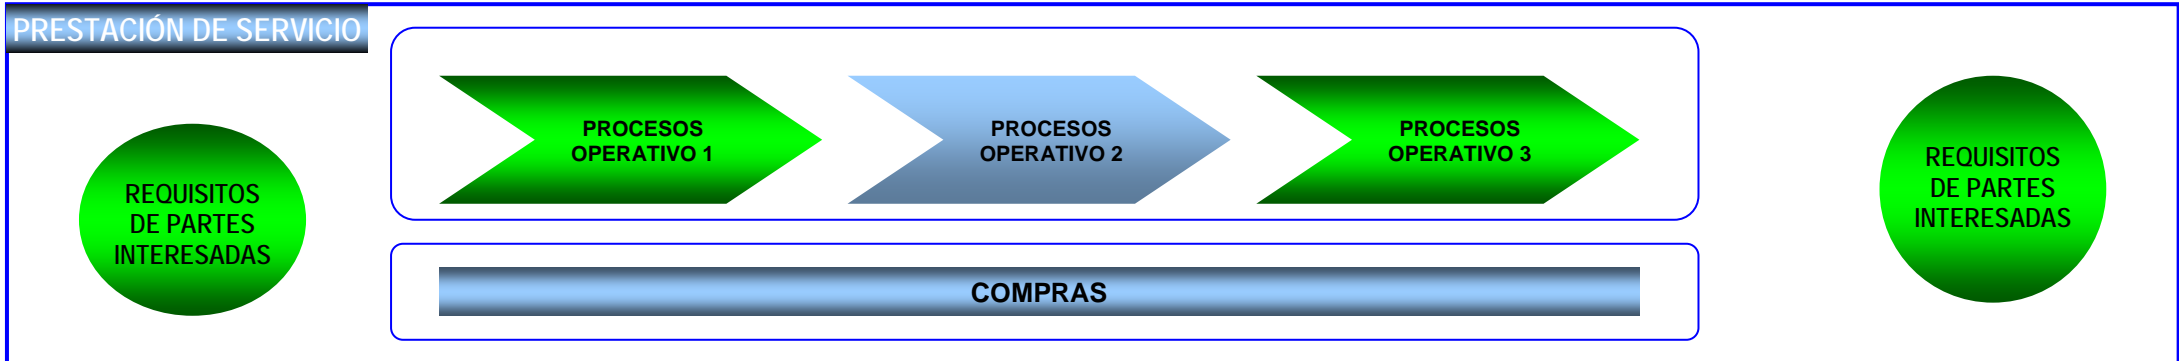 PRESTACIÓN DE SERVICIO
REQUISITOS
DE PARTES
INTERESADAS
PROCESOS
OPERATIVO 1
PROCESOS
OPERATIVO 2
PROCESOS
OPERATIVO 3
COMPRAS
REQUISITOS
DE PARTES
INTERESADAS